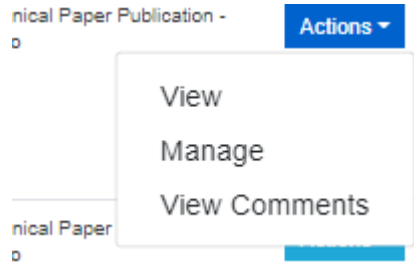 nical Paper Publication -
o
Actions
View
Manage
View Comments
nical Paper
o